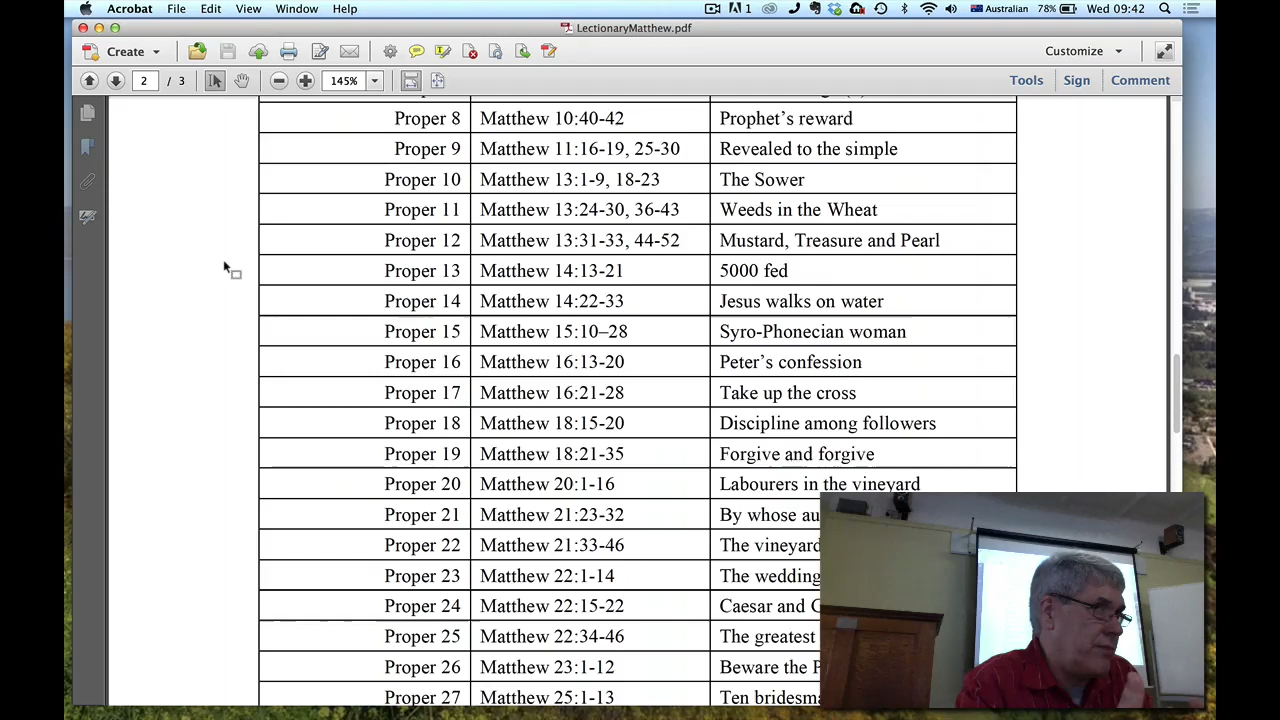 Acrobat File Edit View Window Help 1 Australian 78% Wed 09:42
LectionaryMatthew.pdf
Create Customize
2 / 3 145% Tools Sign Comment
Proper 8 Matthew 10:40-42 Prophet’s reward
Proper 9 Matthew 11:16-19, 25-30 Revealed to the simple
Proper 10 Matthew 13:1-9, 18-23 The Sower
Proper 11 Matthew 13:24-30, 36-43 Weeds in the Wheat
Proper 12 Matthew 13:31-33, 44-52 Mustard, Treasure and Pearl
Proper 13 Matthew 14:13-21 5000 fed
Proper 14 Matthew 14:22-33 Jesus walks on water
Proper 15 Matthew 15:10–28 Syro-Phonecian woman
Proper 16 Matthew 16:13-20 Peter’s confession
Proper 17 Matthew 16:21-28 Take up the cross
Proper 18 Matthew 18:15-20 Discipline among followers
Proper 19 Matthew 18:21-35 Forgive and forgive
Proper 20 Matthew 20:1-16 Labourers in the vineyard
Proper 21 Matthew 21:23-32 By whose au
Proper 22 Matthew 21:33-46 The vineyard
Proper 23 Matthew 22:1-14 The wedding
Proper 24 Matthew 22:15-22 Caesar and
Proper 25 Matthew 22:34-46 The greatest
Proper 26 Matthew 23:1-12 Beware the P
Proper 27 Matthew 25:1-13 Ten bridesma